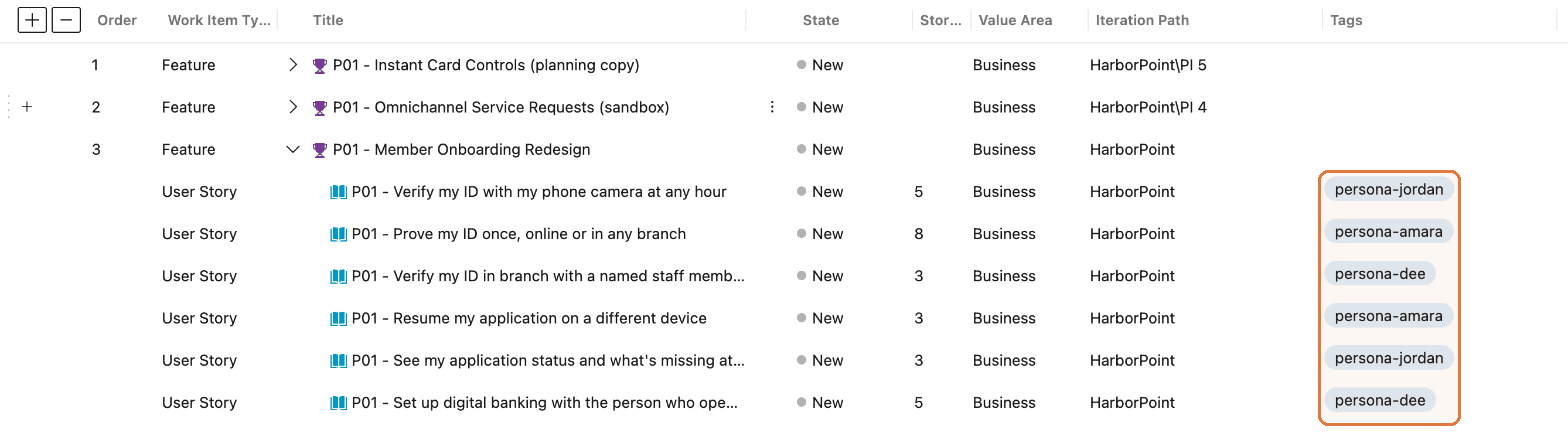 Order Work Item Ty... Title State Stor... Value Area Iteration Path Tags
1 Feature P01 - Instant Card Controls (planning copy) New Business HarborPoint\PI 5
2 Feature P01 - Omnichannel Service Requests (sandbox) New Business HarborPoint\PI 4
3 Feature P01 - Member Onboarding Redesign New Business HarborPoint
User Story P01 - Verify my ID with my phone camera at any hour New 5 Business HarborPoint persona-jordan
User Story P01 - Prove my ID once, online or in any branch New 8 Business HarborPoint persona-amara
User Story P01 - Verify my ID in branch with a named staff memb... New 3 Business HarborPoint persona-dee
User Story P01 - Resume my application on a different device New 3 Business HarborPoint persona-amara
User Story P01 - See my application status and what's missing at... New 3 Business HarborPoint persona-jordan
User Story P01 - Set up digital banking with the person who ope... New 5 Business HarborPoint persona-dee